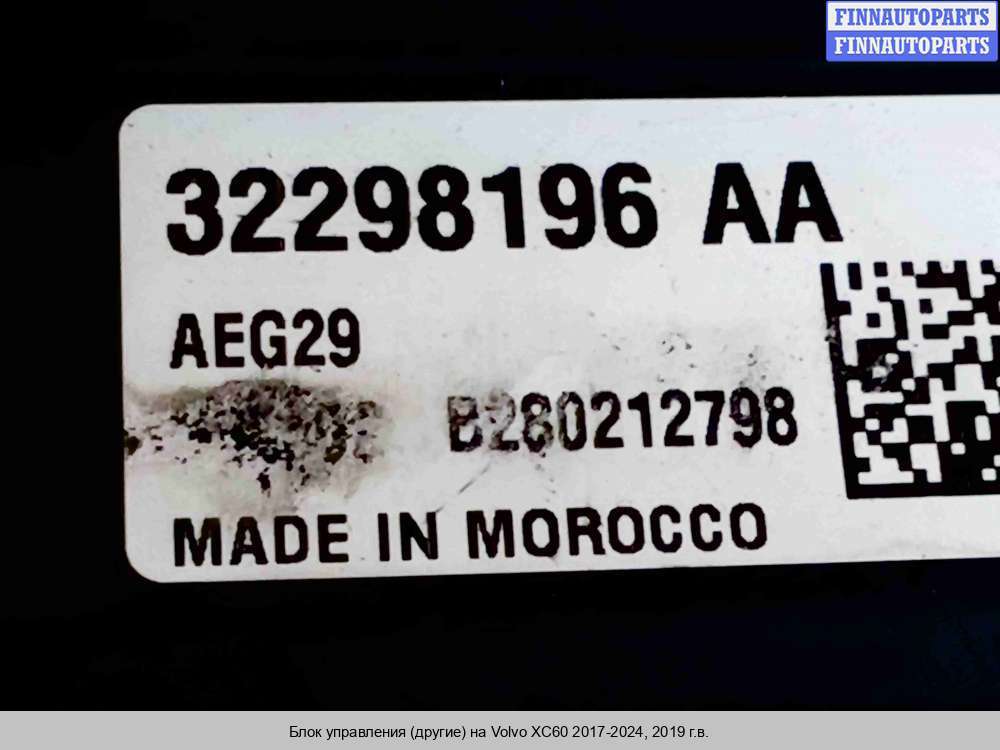 FINNAUTOPARTS
FINNAUTOPARTS
32298196 AA
AEG29
B280212798
MADE IN MOROCCO
Блок управления (другие) на Volvo XC60 2017-2024, 2019 г.в.